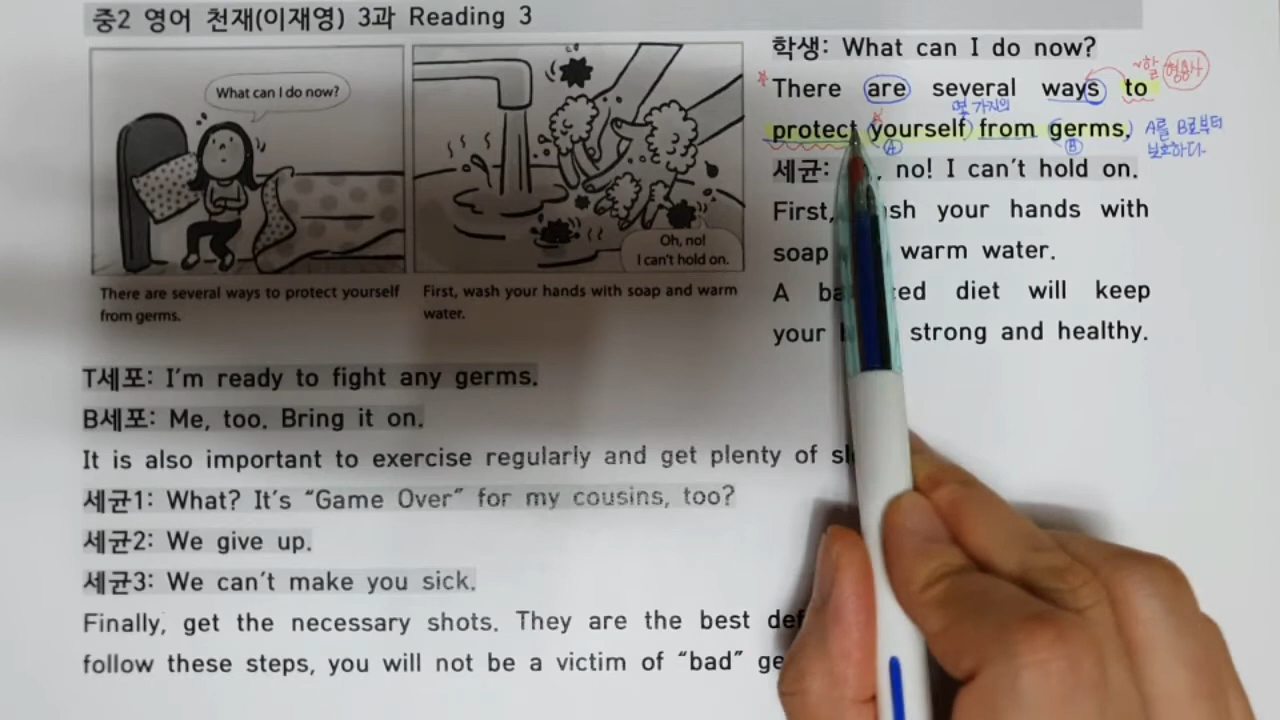 중2 영어 천재(이재영) 3과 Reading 3
What can I do now?
Oh, no!
I can't hold on.
There are several ways to protect yourself
from germs.
First, wash your hands with soap and warm
water.
학생: What can I do now?
~할 형용사
There are several ways to
몇 가지의
protect yourself from germs.
A B
A를 B로부터
보호하다
세균: no! I can't hold on.
First, your hands with
soap warm water.
A diet will keep
your strong and healthy.
T세포: I'm ready to fight any germs.
B세포: Me, too. Bring it on.
It is also important to exercise regularly and get plenty of
세균1: What? It's "Game Over" for my cousins, too?
세균2: We give up.
세균3: We can't make you sick.
Finally, get the necessary shots. They are the best
follow these steps, you will not be a victim of "bad"